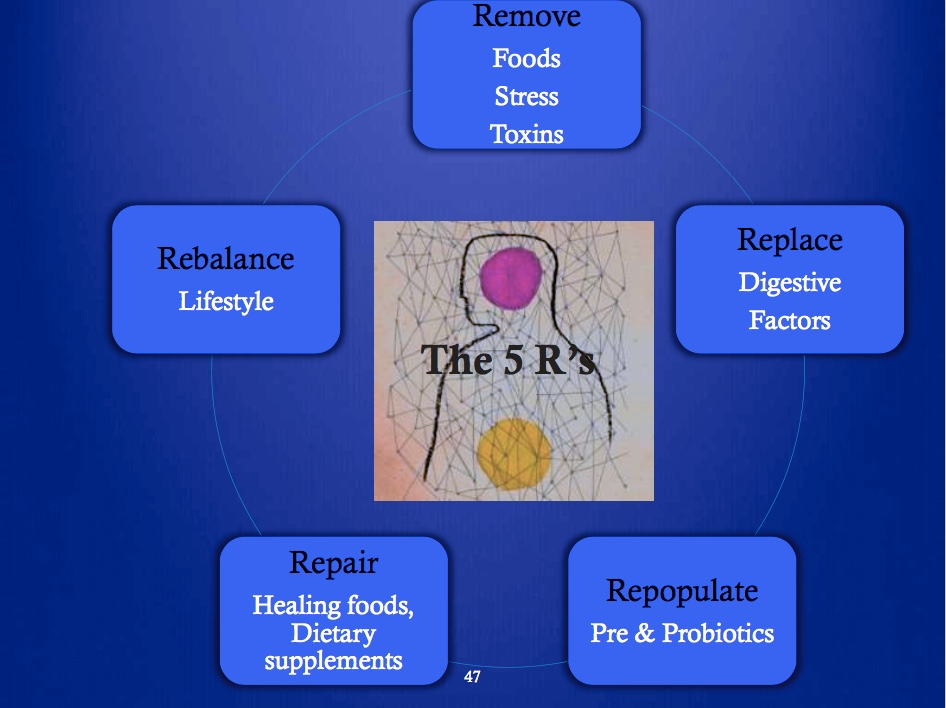 Remove
Foods
Stress
Toxins
Replace
Digestive
Factors
Repopulate
Pre & Probiotics
Repair
Healing foods,
Dietary
supplements
Rebalance
Lifestyle
The 5 R’s
47